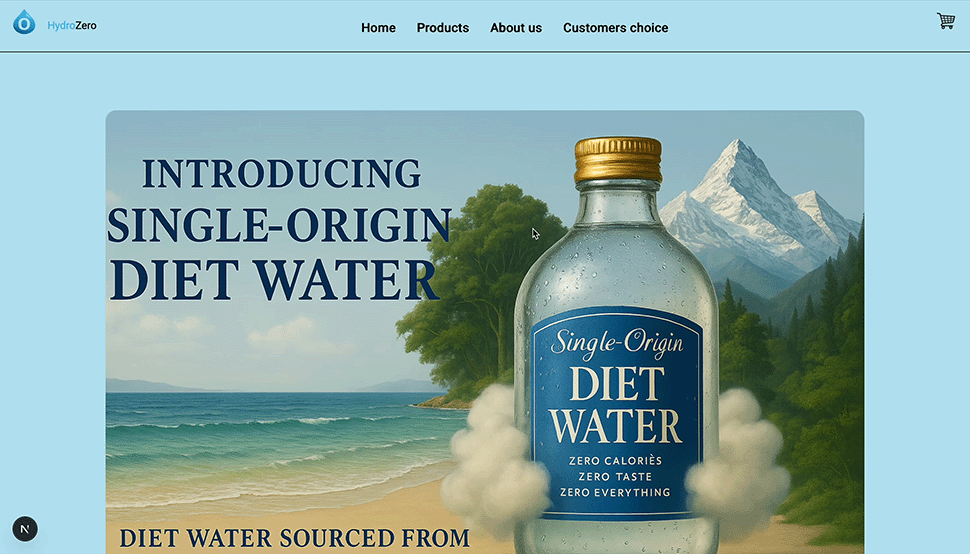 HydroZero
Home Products About us Customers choice
INTRODUCING
SINGLE-ORIGIN
DIET WATER
Single-Origin
DIET
WATER
ZERO CALORIÈS
ZERO TASTE
ZERO EVERYTHING
DIET WATER SOURCED FROM
N